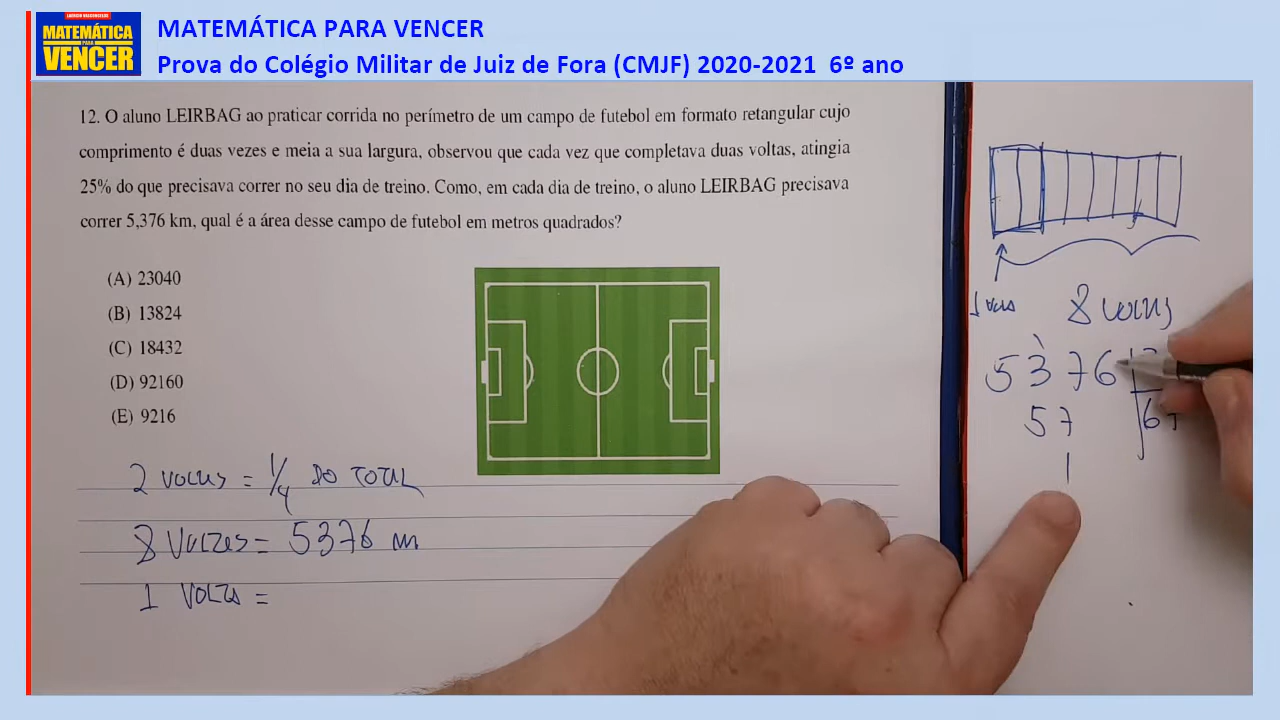 LAÉRCIO VASCONCELOS
MATEMÁTICA
PARA
VENCER
MATEMÁTICA PARA VENCER
Prova do Colégio Militar de Juiz de Fora (CMJF) 2020-2021 6º ano
12. O aluno LEIRBAG ao praticar corrida no perímetro de um campo de futebol em formato retangular cujo
comprimento é duas vezes e meia a sua largura, observou que cada vez que completava duas voltas, atingia
25% do que precisava correr no seu dia de treino. Como, em cada dia de treino, o aluno LEIRBAG precisava
correr 5,376 km, qual é a área desse campo de futebol em metros quadrados?
(A) 23040
(B) 13824
(C) 18432
(D) 92160
(E) 9216
2 VOLTAS = 1/4 DO TOTAL
8 VOLTAS = 5376 m
1 VOLTA =
8 voltas
5376
57
1
67